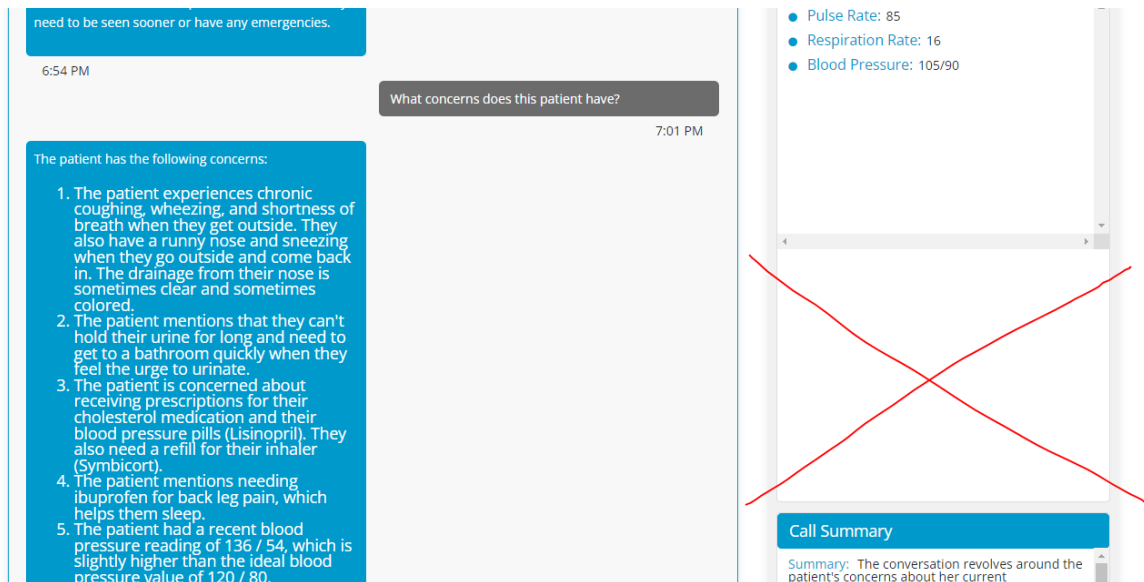 need to be seen sooner or have any emergencies.
6:54 PM
What concerns does this patient have?
7:01 PM
The patient has the following concerns:
1. The patient experiences chronic
coughing, wheezing, and shortness of
breath when they get outside. They
also have a runny nose and sneezing
when they go outside and come back
in. The drainage from their nose is
sometimes clear and sometimes
colored.
2. The patient mentions that they can't
hold their urine for long and need to
get to a bathroom quickly when they
feel the urge to urinate.
3. The patient is concerned about
receiving prescriptions for their
cholesterol medication and their
blood pressure pills (Lisinopril). They
also need a refill for their inhaler
(Symbicort).
4. The patient mentions needing
ibuprofen for back leg pain, which
helps them sleep.
5. The patient had a recent blood
pressure reading of 136 / 54, which is
slightly higher than the ideal blood
pressure value of 120 / 80.
Pulse Rate: 85
Respiration Rate: 16
Blood Pressure: 105/90
Call Summary
Summary: The conversation revolves around the
patient's concerns about her current